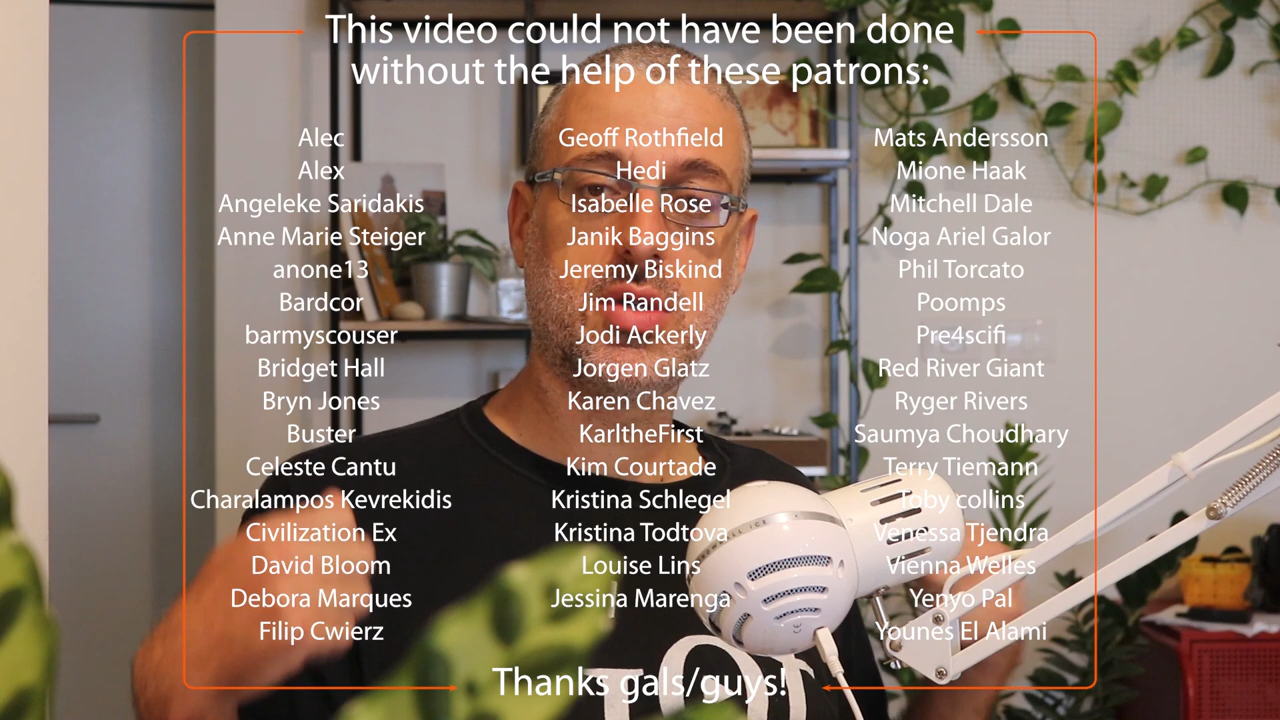 This video could not have been done
without the help of these patrons:
Alec
Alex
Angeleke Saridakis
Anne Marie Steiger
anone13
Bardcor
barmyscouser
Bridget Hall
Bryn Jones
Buster
Celeste Cantu
Charalampos Kevrekidis
Civilization Ex
David Bloom
Debora Marques
Filip Cwierz
Geoff Rothfield
Hedi
Isabelle Rose
Janik Baggins
Jeremy Biskind
Jim Randell
Jodi Ackerly
Jorgen Glatz
Karen Chavez
KarltheFirst
Kim Courtade
Kristina Schlegel
Kristina Todtova
Louise Lins
Jessina Marenga
Mats Andersson
Mione Haak
Mitchell Dale
Noga Ariel Galor
Phil Torcato
Poomps
Pre4scifi
Red River Giant
Ryger Rivers
Saumya Choudhary
Terry Tiemann
Toby collins
Venessa Tjendra
Vienna Welles
Yenyo Pal
Younes El Alami
Thanks gals/guys!